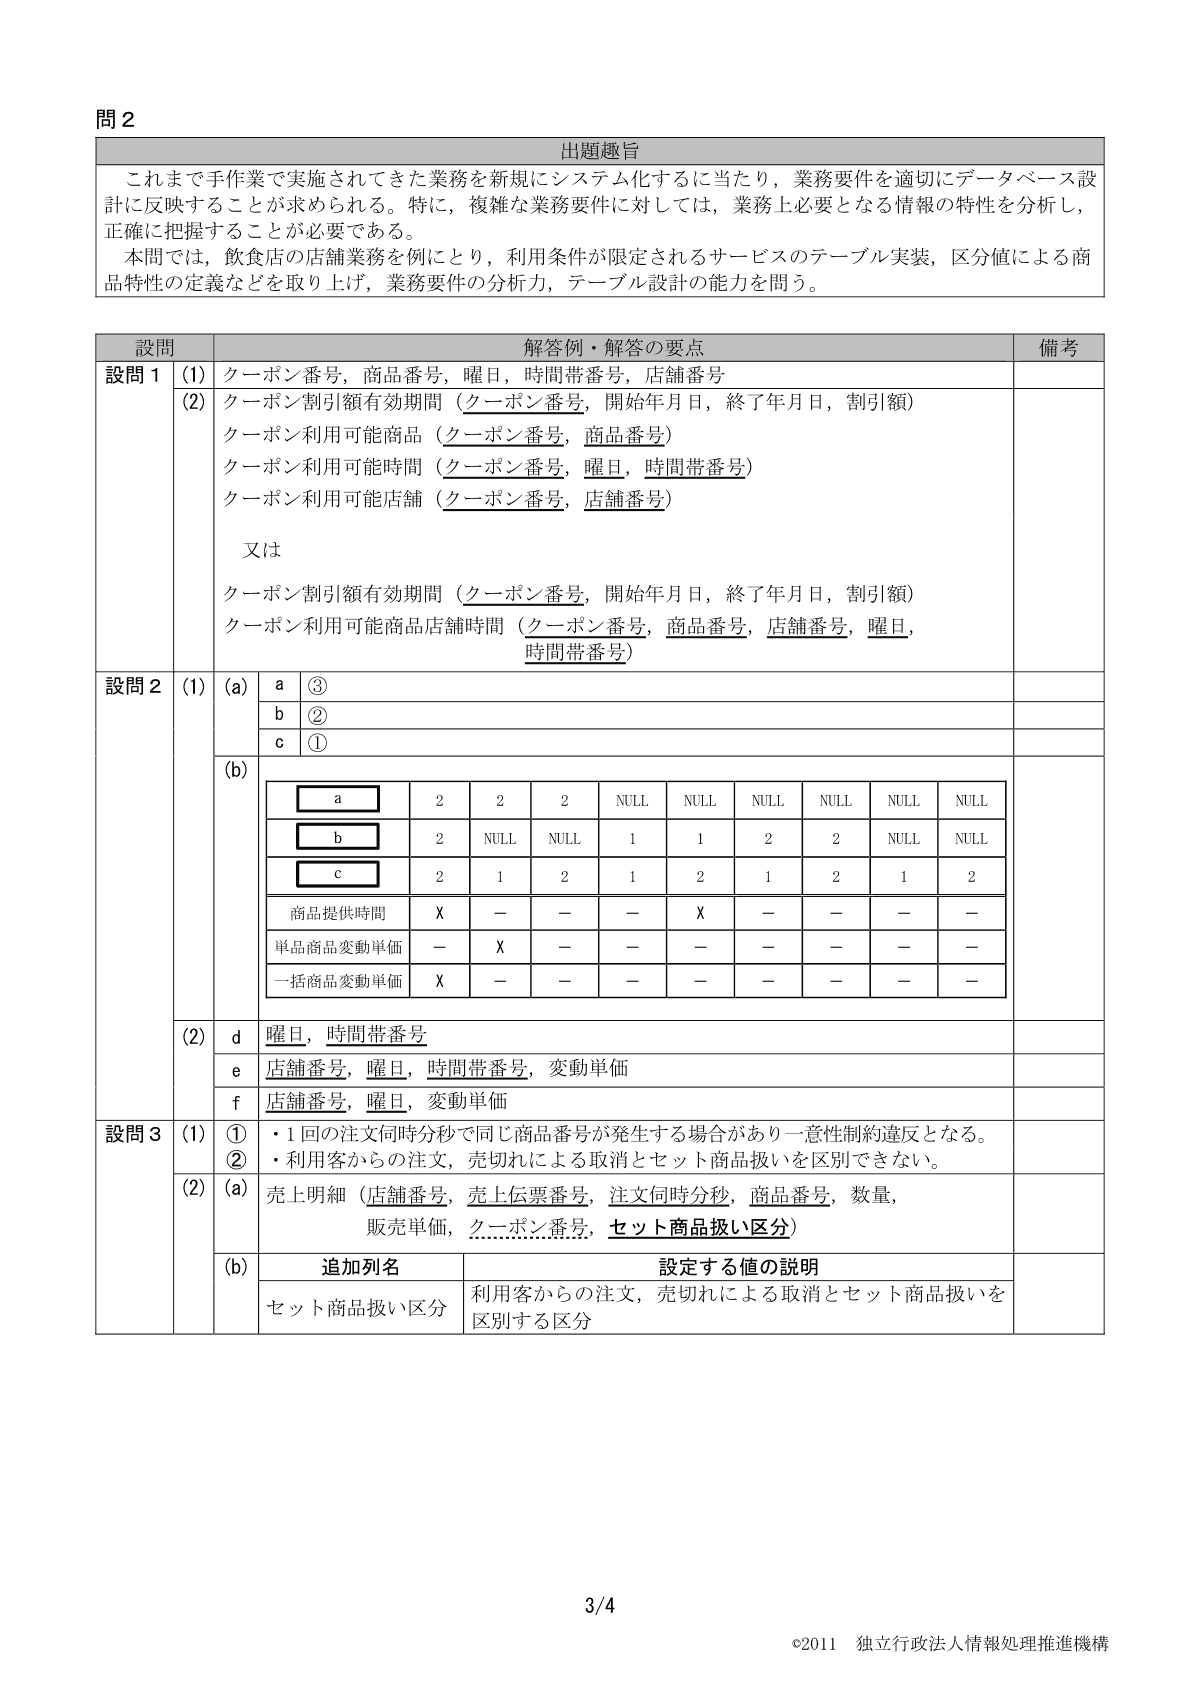 問２
出題趣旨
これまで手作業で実施されてきた業務を新規にシステム化するに当たり，業務要件を適切にデータベース設
計に反映することが求められる。特に，複雑な業務要件に対しては，業務上必要となる情報の特性を分析し，
正確に把握することが必要である。
本問では，飲食店の店舗業務を例にとり，利用条件が限定されるサービスのテーブル実装，区分値による商
品特性の定義などを取り上げ，業務要件の分析力，テーブル設計の能力を問う。
設問 解答例・解答の要点 備考
設問１ (1) クーポン番号，商品番号，曜日，時間帯番号，店舗番号
(2) クーポン割引額有効期間（クーポン番号，開始年月日，終了年月日，割引額）
クーポン利用可能商品（クーポン番号，商品番号）
クーポン利用可能時間（クーポン番号，曜日，時間帯番号）
クーポン利用可能店舗（クーポン番号，店舗番号）
又は
クーポン割引額有効期間（クーポン番号，開始年月日，終了年月日，割引額）
クーポン利用可能商品店舗時間（クーポン番号，商品番号，店舗番号，曜日，
時間帯番号）
設問２ (1) (a) a ③
b ②
c ①
(b)
a 2 2 2 NULL NULL NULL NULL NULL NULL
b 2 NULL NULL 1 1 2 2 NULL NULL
c 2 1 2 1 2 1 2 1 2
商品提供時間 X － － － X － － － －
単品商品変動単価 － X － － － － － － －
一括商品変動単価 X － － － － － － － －
(2) d 曜日，時間帯番号
e 店舗番号，曜日，時間帯番号，変動単価
f 店舗番号，曜日，変動単価
設問３ (1) ① ・1 回の注文伺時分秒で同じ商品番号が発生する場合があり一意性制約違反となる。
② ・利用客からの注文，売切れによる取消とセット商品扱いを区別できない。
(2) (a) 売上明細（店舗番号，売上伝票番号，注文伺時分秒，商品番号，数量，
販売単価，クーポン番号，セット商品扱い区分）
(b) 追加列名 設定する値の説明
セット商品扱い区分 利用客からの注文，売切れによる取消とセット商品扱いを
区別する区分
3/4
©2011　独立行政法人情報処理推進機構